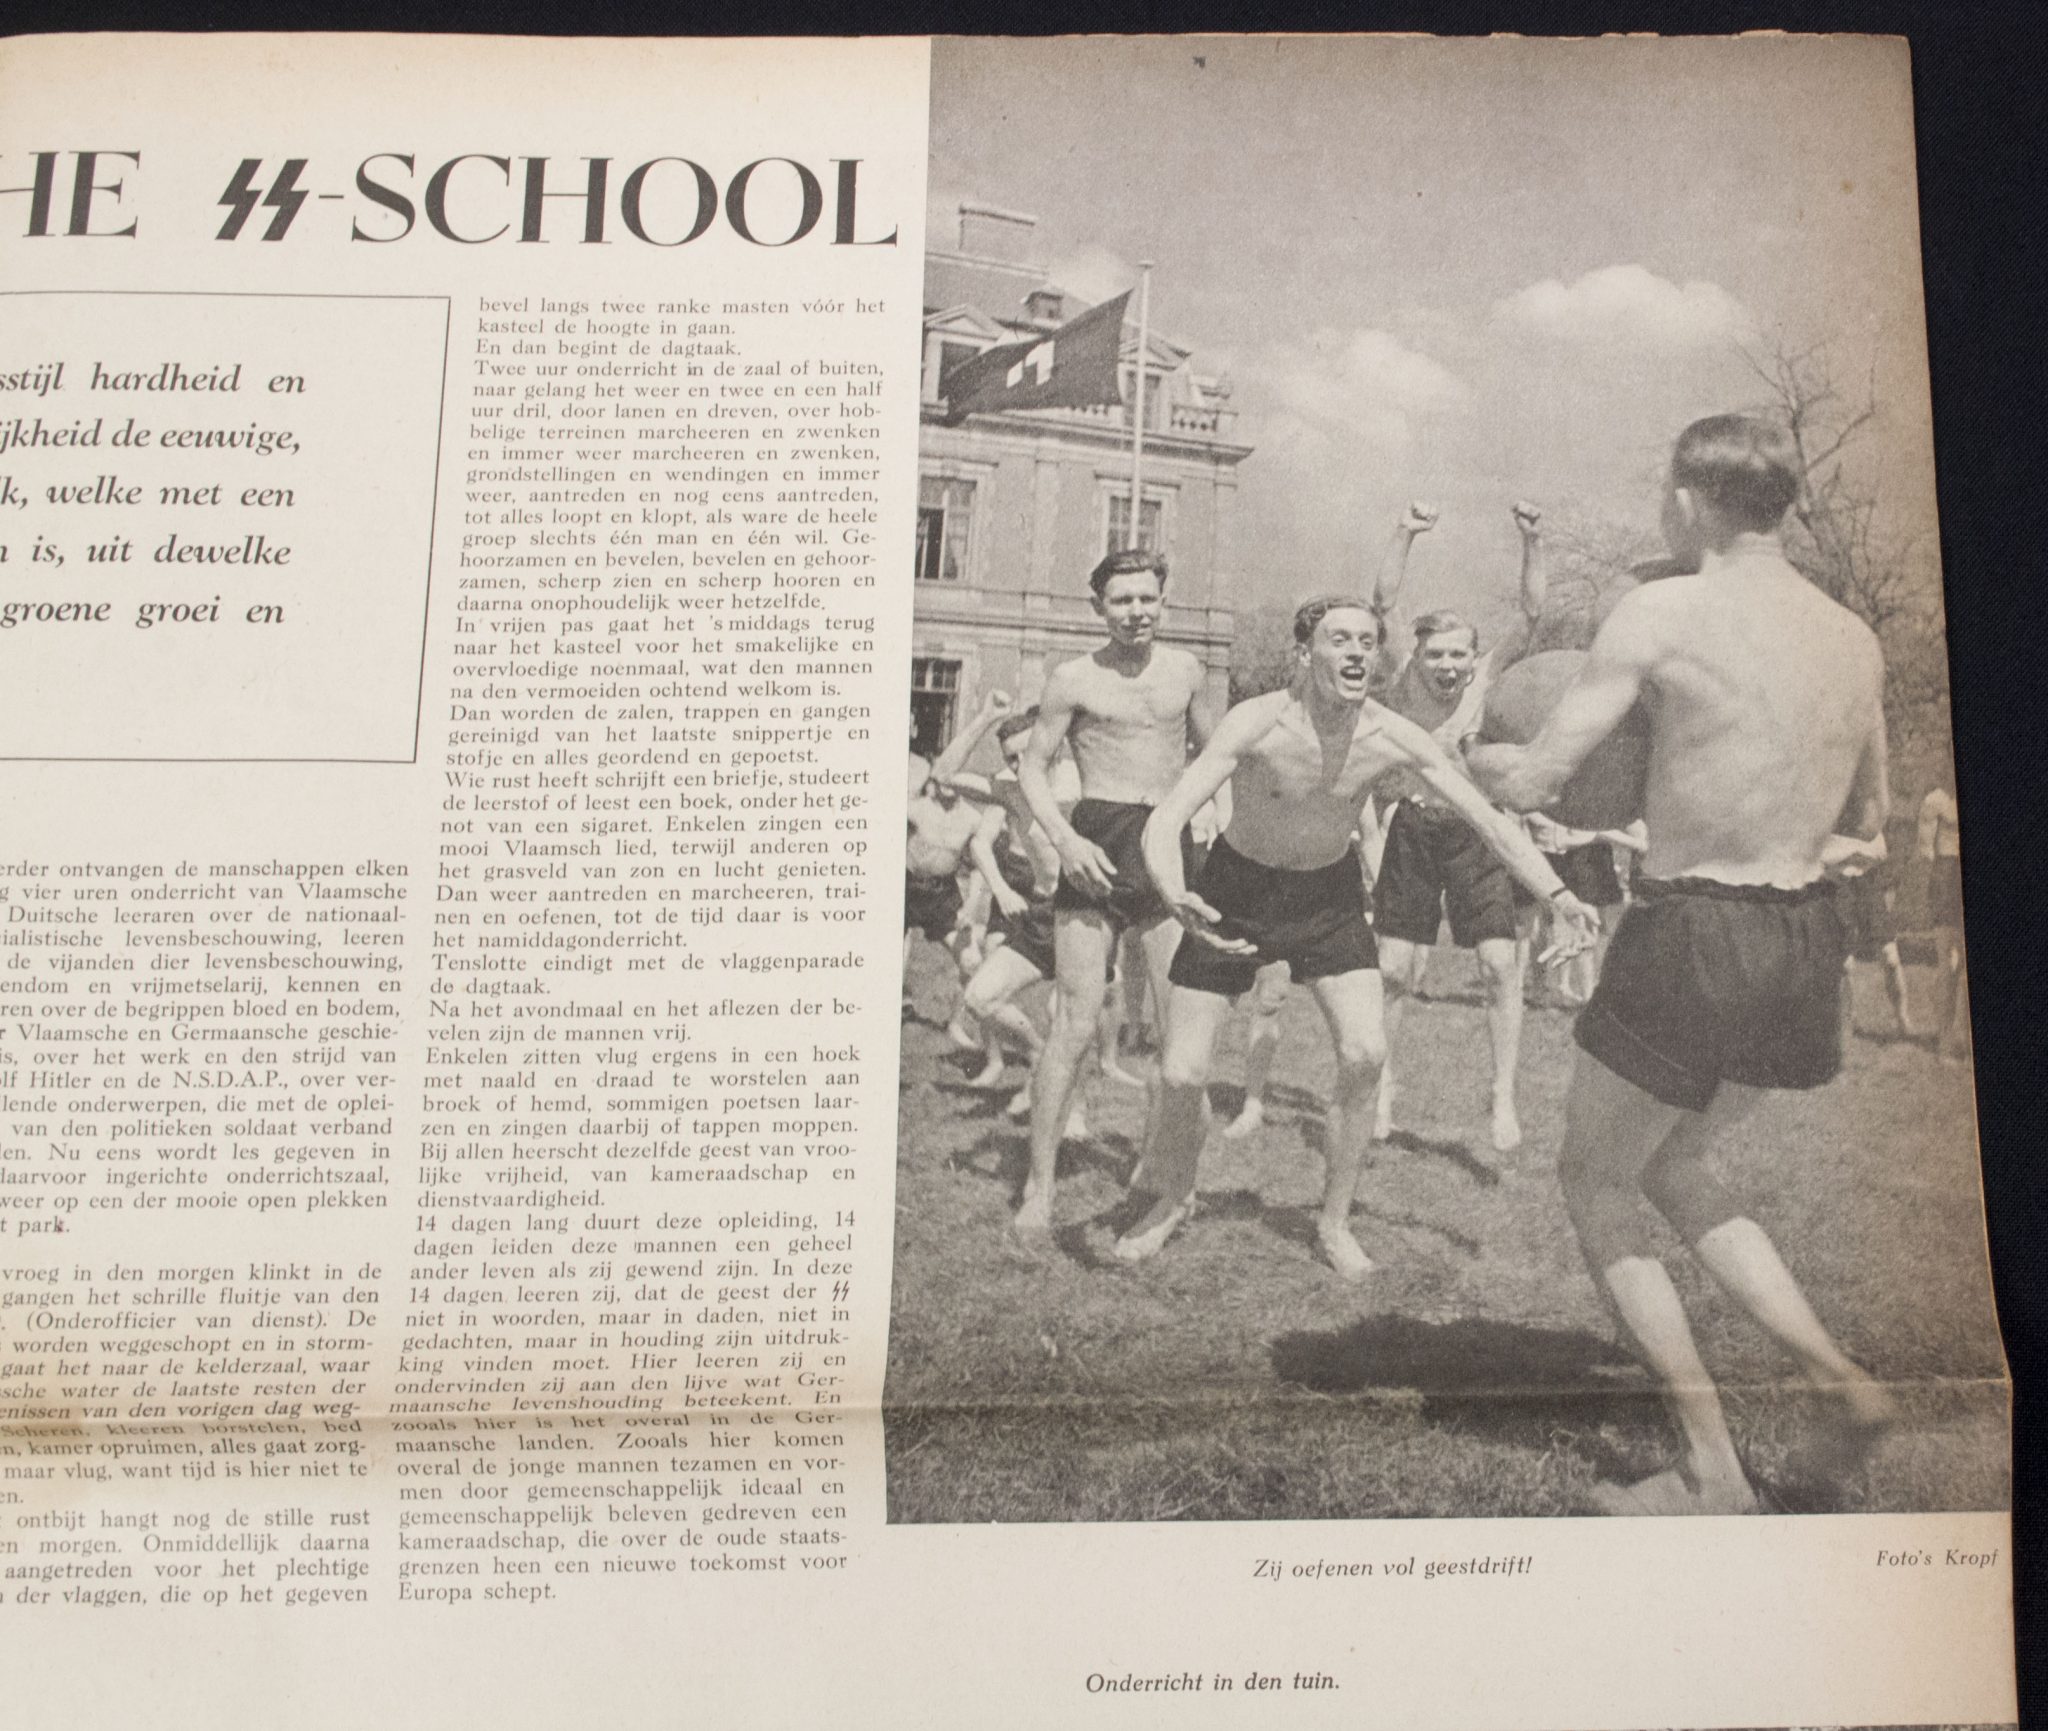 HE SS-SCHOOL
sstijl hardheid en
ijkheid de eeuwige,
k, welke met een
n is, uit dewelke
groene groei en
erder ontvangen de manschappen elken
g vier uren onderricht van Vlaamsche
Duitsche leeraren over de nationaal-
ialistische levensbeschouwing, leeren
de vijanden dier levensbeschouwing,
endom en vrijmetselarij, kennen en
ren over de begrippen bloed en bodem,
r Vlaamsche en Germaansche geschie-
is, over het werk en den strijd van
olf Hitler en de N.S.D.A.P., over ver-
lende onderwerpen, die met de oplei-
van den politieken soldaat verband
len. Nu eens wordt les gegeven in
daarvoor ingerichte onderrichtszaal,
weer op een der mooie open plekken
t park.
vroeg in den morgen klinkt in de
gangen het schrille fluitje van den
. (Onderofficier van dienst). De
worden weggeschopt en in storm-
gaat het naar de kelderzaal, waar
ssche water de laatste resten der
enissen van den vorigen dag weg-
Scheren, kleeren borstelen, bed
n, kamer opruimen, alles gaat zorg-
maar vlug, want tijd is hier niet te
en.
ontbijt hangt nog de stille rust
en morgen. Onmiddellijk daarna
aangetreden voor het plechtige
n der vlaggen, die op het gegeven
bevel langs twee ranke masten vóór het
kasteel de hoogte in gaan.
En dan begint de dagtaak.
Twee uur onderricht in de zaal of buiten,
naar gelang het weer en twee en een half
uur dril, door lanen en dreven, over hob-
belige terreinen marcheeren en zwenken
en immer weer marcheeren en zwenken,
grondstellingen en wendingen en immer
weer, aantreden en nog eens aantreden,
tot alles loopt en klopt, als ware de heele
groep slechts één man en één wil. Ge-
hoorzamen en bevelen, bevelen en gehoor-
zamen, scherp zien en scherp hooren en
daarna onophoudelijk weer hetzelfde.
In vrijen pas gaat het 's middags terug
naar het kasteel voor het smakelijke en
overvloedige noenmaal, wat den mannen
na den vermoeiden ochtend welkom is.
Dan worden de zalen, trappen en gangen
gereinigd van het laatste snippertje en
stofje en alles geordend en gepoetst.
Wie rust heeft schrijft een briefje, studeert
de leerstof of leest een boek, onder het ge-
not van een sigaret. Enkelen zingen een
mooi Vlaamsch lied, terwijl anderen op
het grasveld van zon en lucht genieten.
Dan weer aantreden en marcheeren, trai-
nen en oefenen, tot de tijd daar is voor
het namiddagonderricht.
Tenslotte eindigt met de vlaggenparade
de dagtaak.
Na het avondmaal en het aflezen der be-
velen zijn de mannen vrij.
Enkelen zitten vlug ergens in een hoek
met naald en draad te worstelen aan
broek of hemd, sommigen poetsen laar-
zen en zingen daarbij of tappen moppen.
Bij allen heerscht dezelfde geest van vroo-
lijke vrijheid, van kameraadschap en
dienstvaardigheid.
14 dagen lang duurt deze opleiding, 14
dagen leiden deze mannen een geheel
ander leven als zij gewend zijn. In deze
14 dagen leeren zij, dat de geest der SS
niet in woorden, maar in daden, niet in
gedachten, maar in houding zijn uitdruk-
king vinden moet. Hier leeren zij en
ondervinden zij aan den lijve wat Ger-
maansche levenshouding beteekent. En
zooals hier is het overal in de Ger-
maansche landen. Zooals hier komen
overal de jonge mannen tezamen en vor-
men door gemeenschappelijk ideaal en
gemeenschappelijk beleven gedreven een
kameraadschap, die over de oude staats-
grenzen heen een nieuwe toekomst voor
Europa schept.
Zij oefenen vol geestdrift!
Foto's Kropf
Onderricht in den tuin.